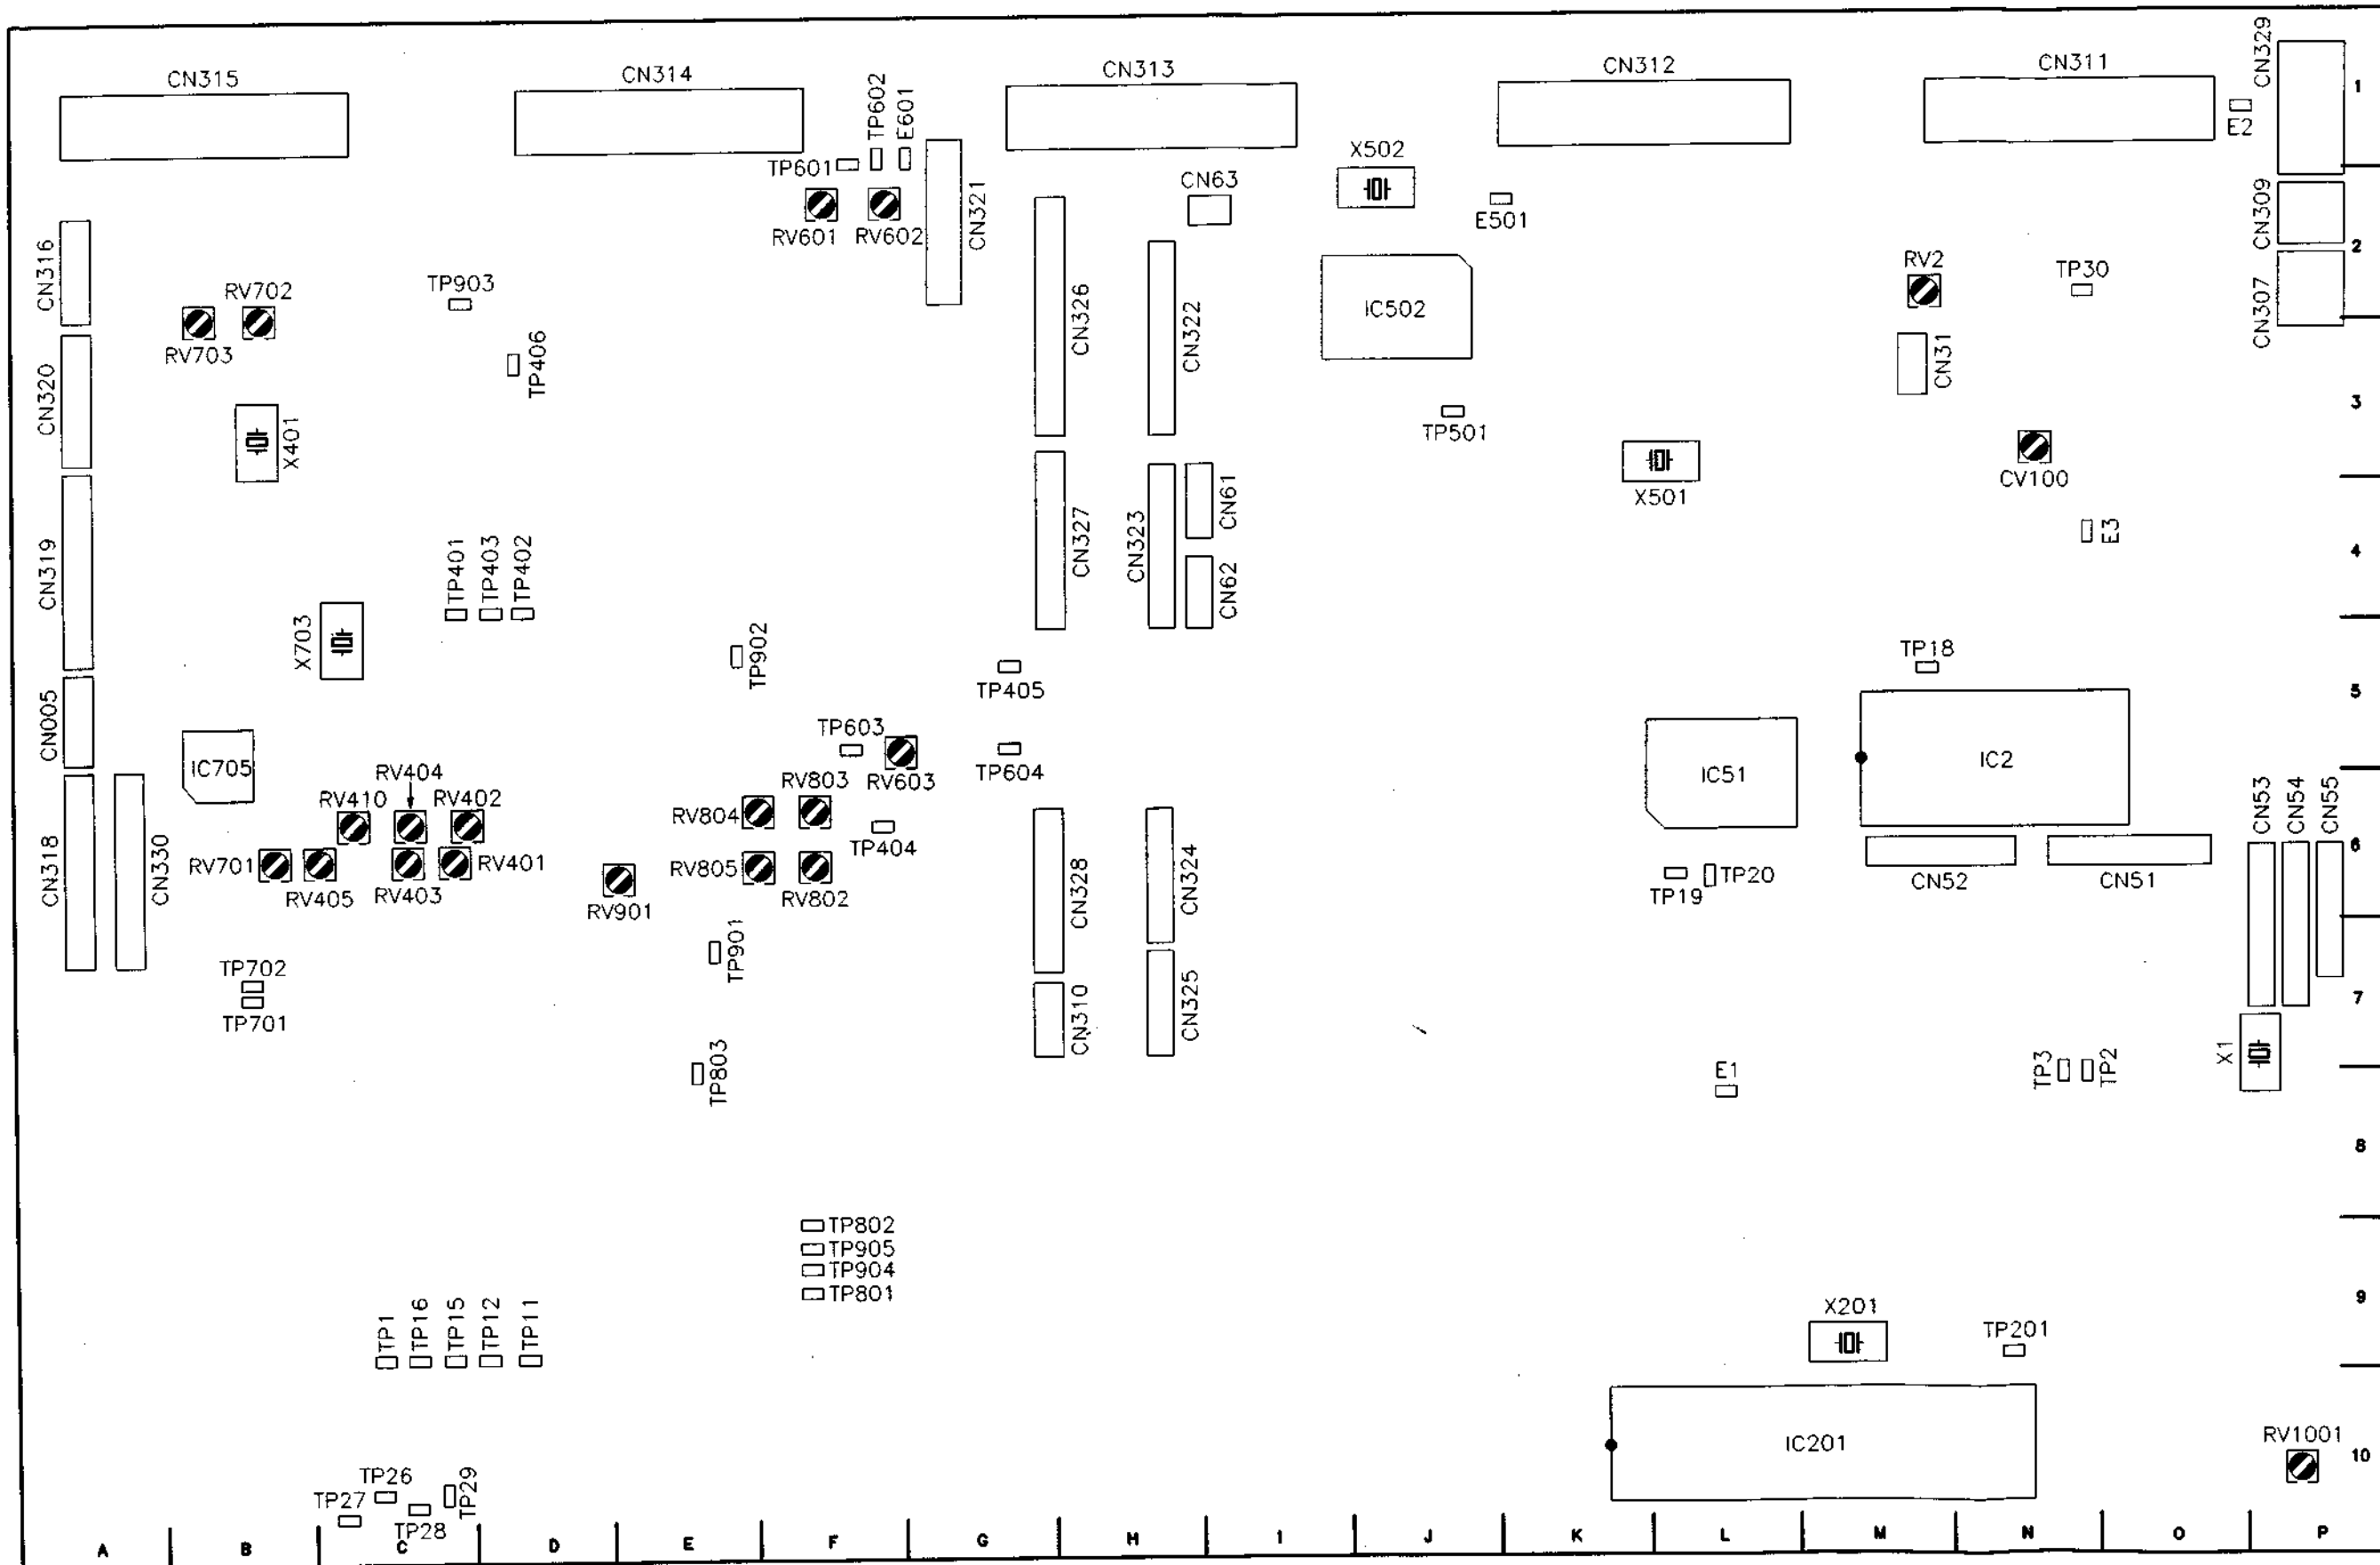 CN315
CN314
TP602
E601
CN313
CN312
CN311
CN329
1
E2
TP601
X502
CN63
CN321
E501
CN309
RV601
RV602
2
CN316
RV702
TP903
CN326
CN322
IC502
RV2
TP30
CN307
RV703
TP406
CN31
CN320
X401
TP501
3
X501
CV100
CN61
CN319
TP401
TP403
TP402
CN327
CN323
E3
4
CN62
X703
TP902
TP405
TP18
5
CN005
TP603
IC705
RV404
RV803
RV603
TP604
IC51
IC2
RV410
RV402
RV804
TP404
CN53
CN54
CN55
6
CN318
CN330
RV701
RV405
RV403
RV401
RV805
RV901
RV802
CN328
CN324
TP19
TP20
CN52
CN51
TP901
TP702
TP701
CN310
CN325
7
TP803
E1
TP3
TP2
X1
8
TP802
TP905
TP904
TP801
9
TP1
TP16
TP15
TP12
TP11
X201
TP201
IC201
RV1001
10
TP26
TP27
TP28
TP29
A
B
C
D
E
F
G
H
I
J
K
L
M
N
O
P